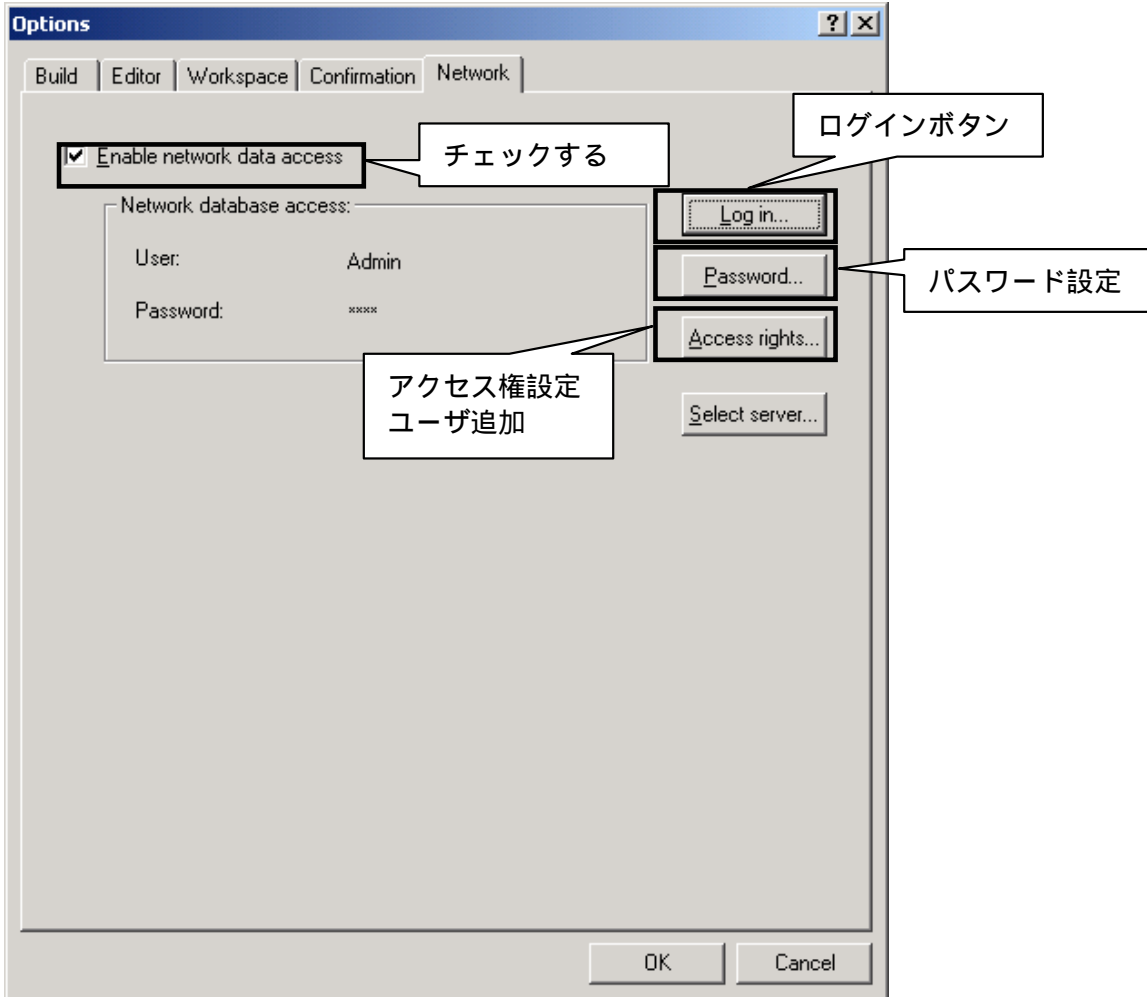 Options
Build
Editor
Workspace
Confirmation
Network
ログインボタン
Enable network data access
チェックする
Network database access:
Log in...
User:
Admin
Password...
パスワード設定
Password:
****
Access rights...
アクセス権設定
ユーザ追加
Select server...
OK
Cancel